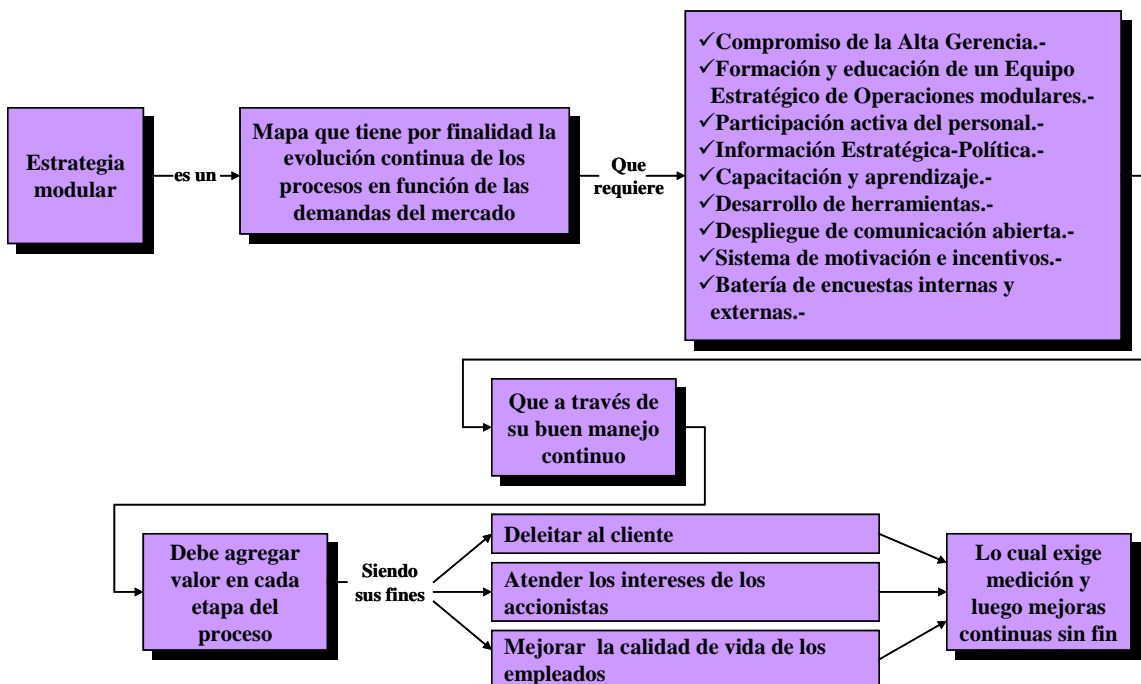 Estrategia
modular
es un
Mapa que tiene por finalidad la
evolución continua de los
procesos en función de las
demandas del mercado
Que
requiere
✓Compromiso de la Alta Gerencia.-
✓Formación y educación de un Equipo
Estratégico de Operaciones modulares.-
✓Participación activa del personal.-
✓Información Estratégica-Política.-
✓Capacitación y aprendizaje.-
✓Desarrollo de herramientas.-
✓Despliegue de comunicación abierta.-
✓Sistema de motivación e incentivos.-
✓Batería de encuestas internas y
externas.-
Que a través de
su buen manejo
continuo
Debe agregar
valor en cada
etapa del
proceso
Siendo
sus fines
Deleitar al cliente
Atender los intereses de los
accionistas
Mejorar  la calidad de vida de los
empleados
Lo cual exige
medición y
luego mejoras
continuas sin fin